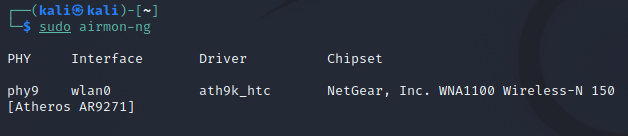 ┌──(kali㉿kali)-[~]
└─$ sudo airmon-ng
PHY Interface Driver Chipset
phy9 wlan0 ath9k_htc NetGear, Inc. WNA1100 Wireless-N 150
[Atheros AR9271]